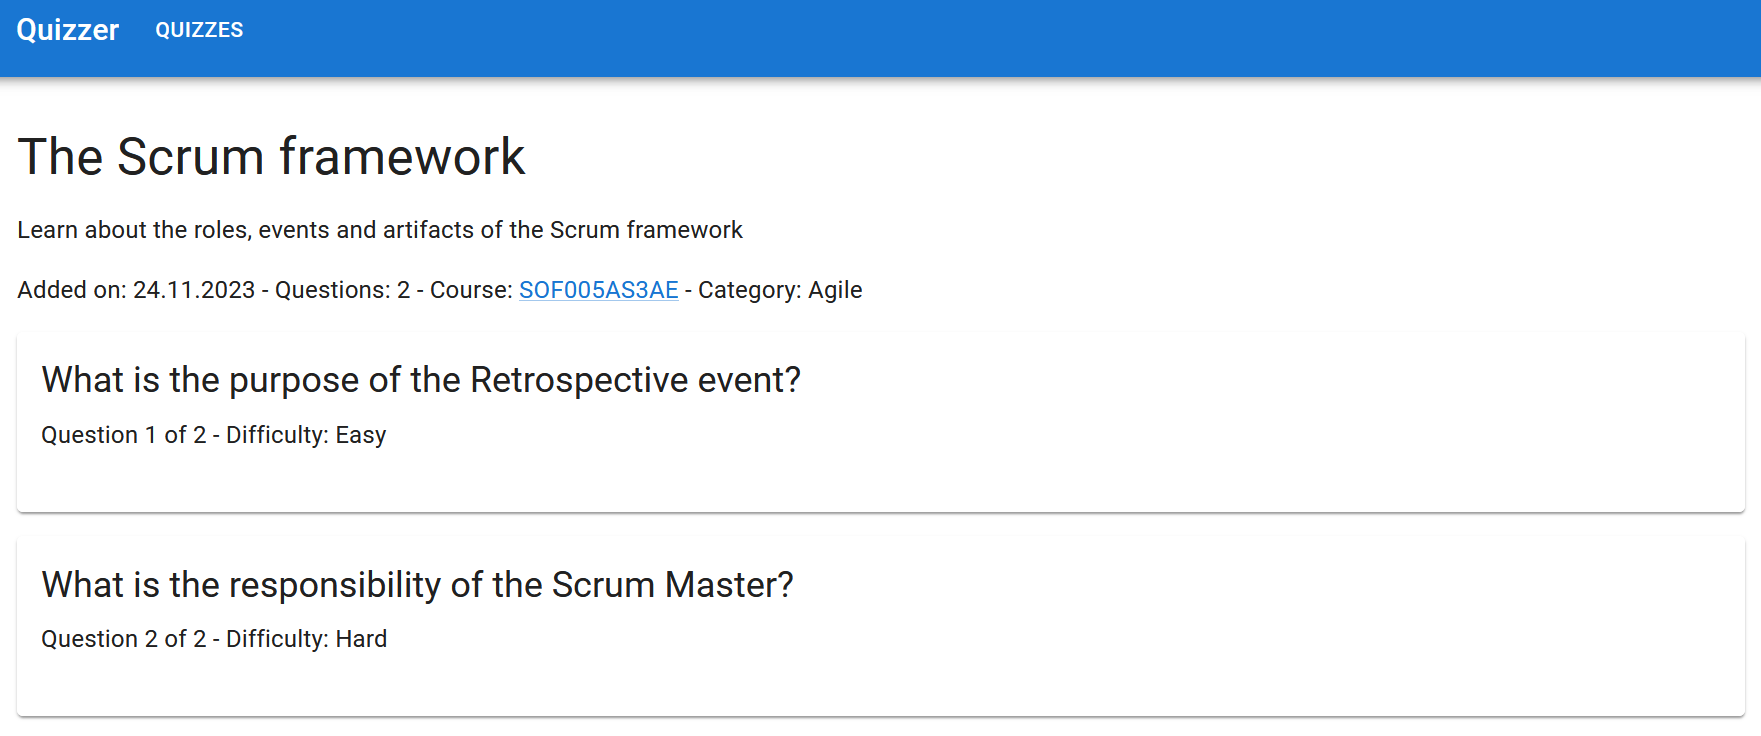 Quizzer QUIZZES
The Scrum framework
Learn about the roles, events and artifacts of the Scrum framework
Added on: 24.11.2023 - Questions: 2 - Course: SOF005AS3AE - Category: Agile
What is the purpose of the Retrospective event?
Question 1 of 2 - Difficulty: Easy
What is the responsibility of the Scrum Master?
Question 2 of 2 - Difficulty: Hard